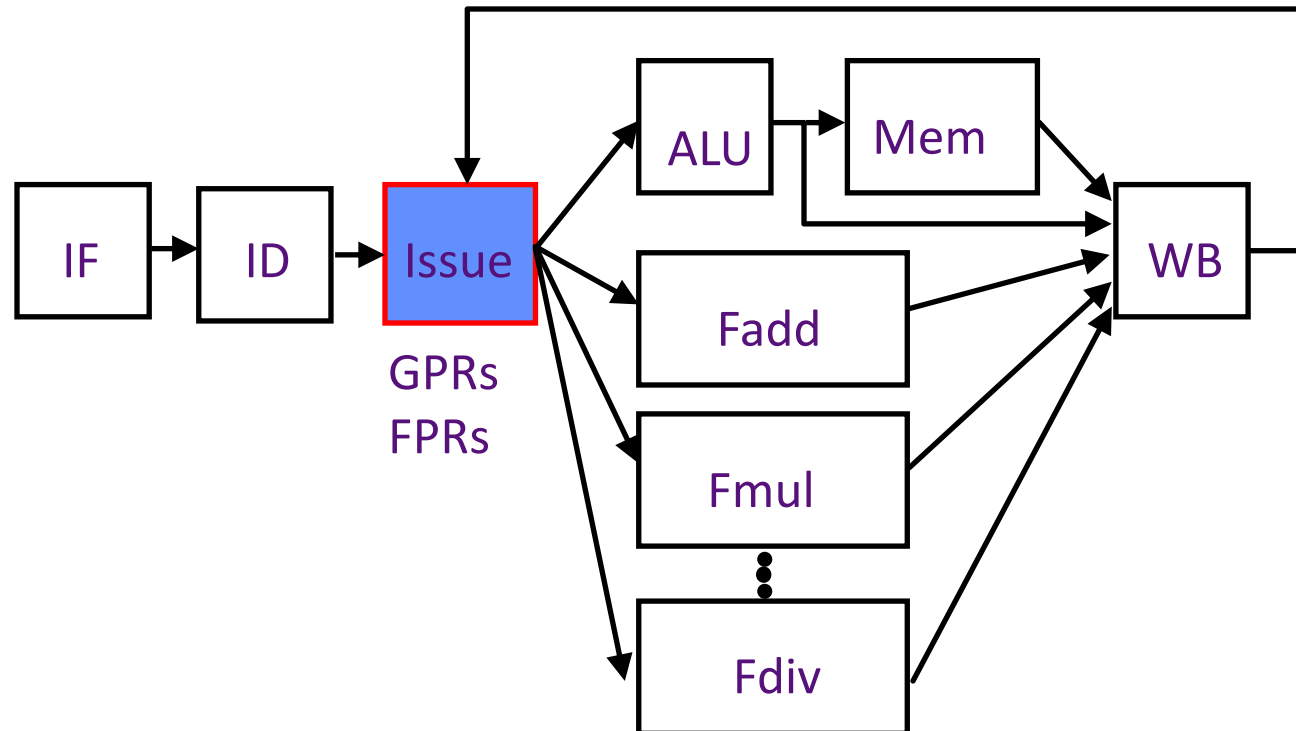 IF
ID
Issue
GPRs
FPRs
ALU
Mem
Fadd
Fmul
Fdiv
WB